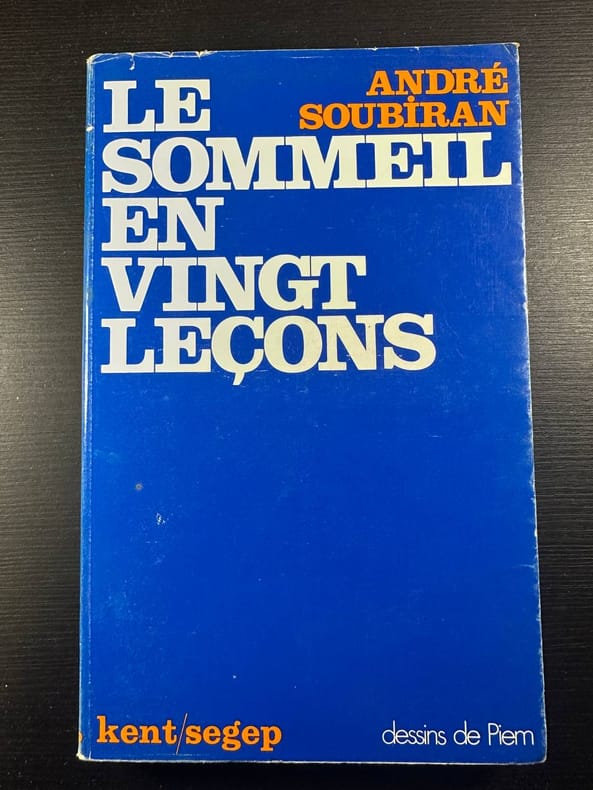 LE
ANDRÉ
SOUBIRAN
SOMMEIL
EN
VINGT
LEÇONS
kent/segep
dessins de Piem